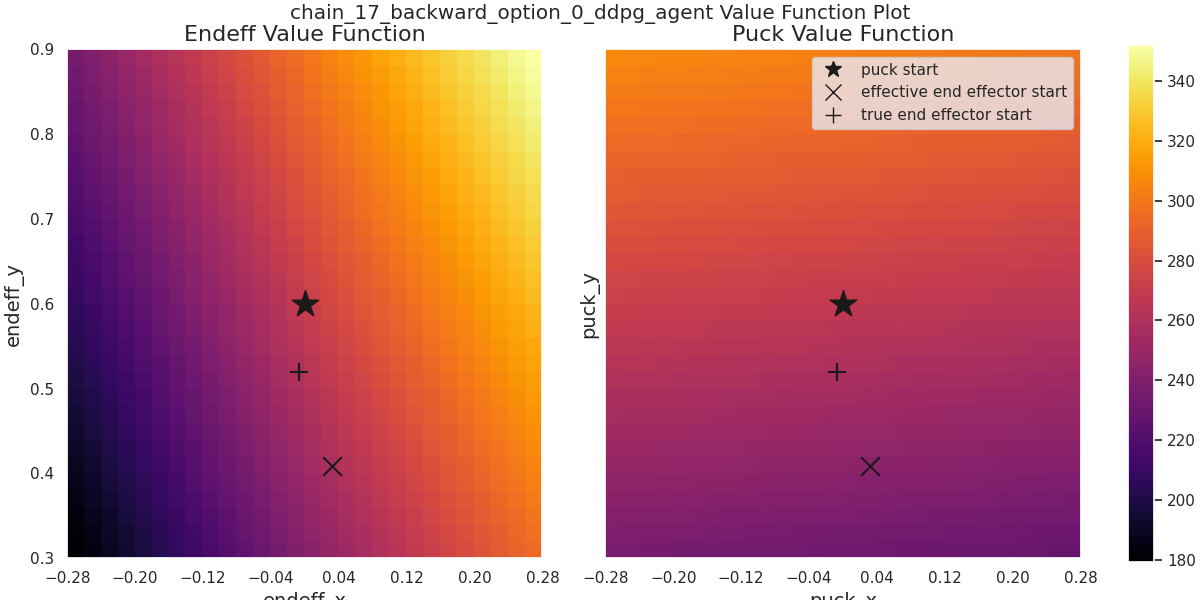 chain_17_backward_option_0_ddpg_agent Value Function Plot
Endeff Value Function
Puck Value Function
puck start
effective end effector start
true end effector start
0.9
0.8
0.7
0.6
0.5
0.4
0.3
endeff_y
−0.28 −0.20 −0.12 −0.04 0.04 0.12 0.20 0.28
endeff_x
puck_y
−0.28 −0.20 −0.12 −0.04 0.04 0.12 0.20 0.28
puck_x
340
320
300
280
260
240
220
200
180